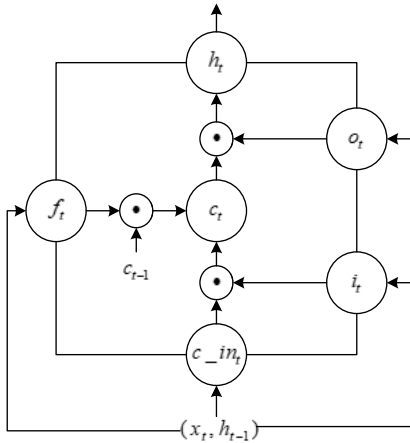 h_t
o_t
f_t
c_t
c_{t-1}
i_t
c_in_t
(x_t, h_{t-1})